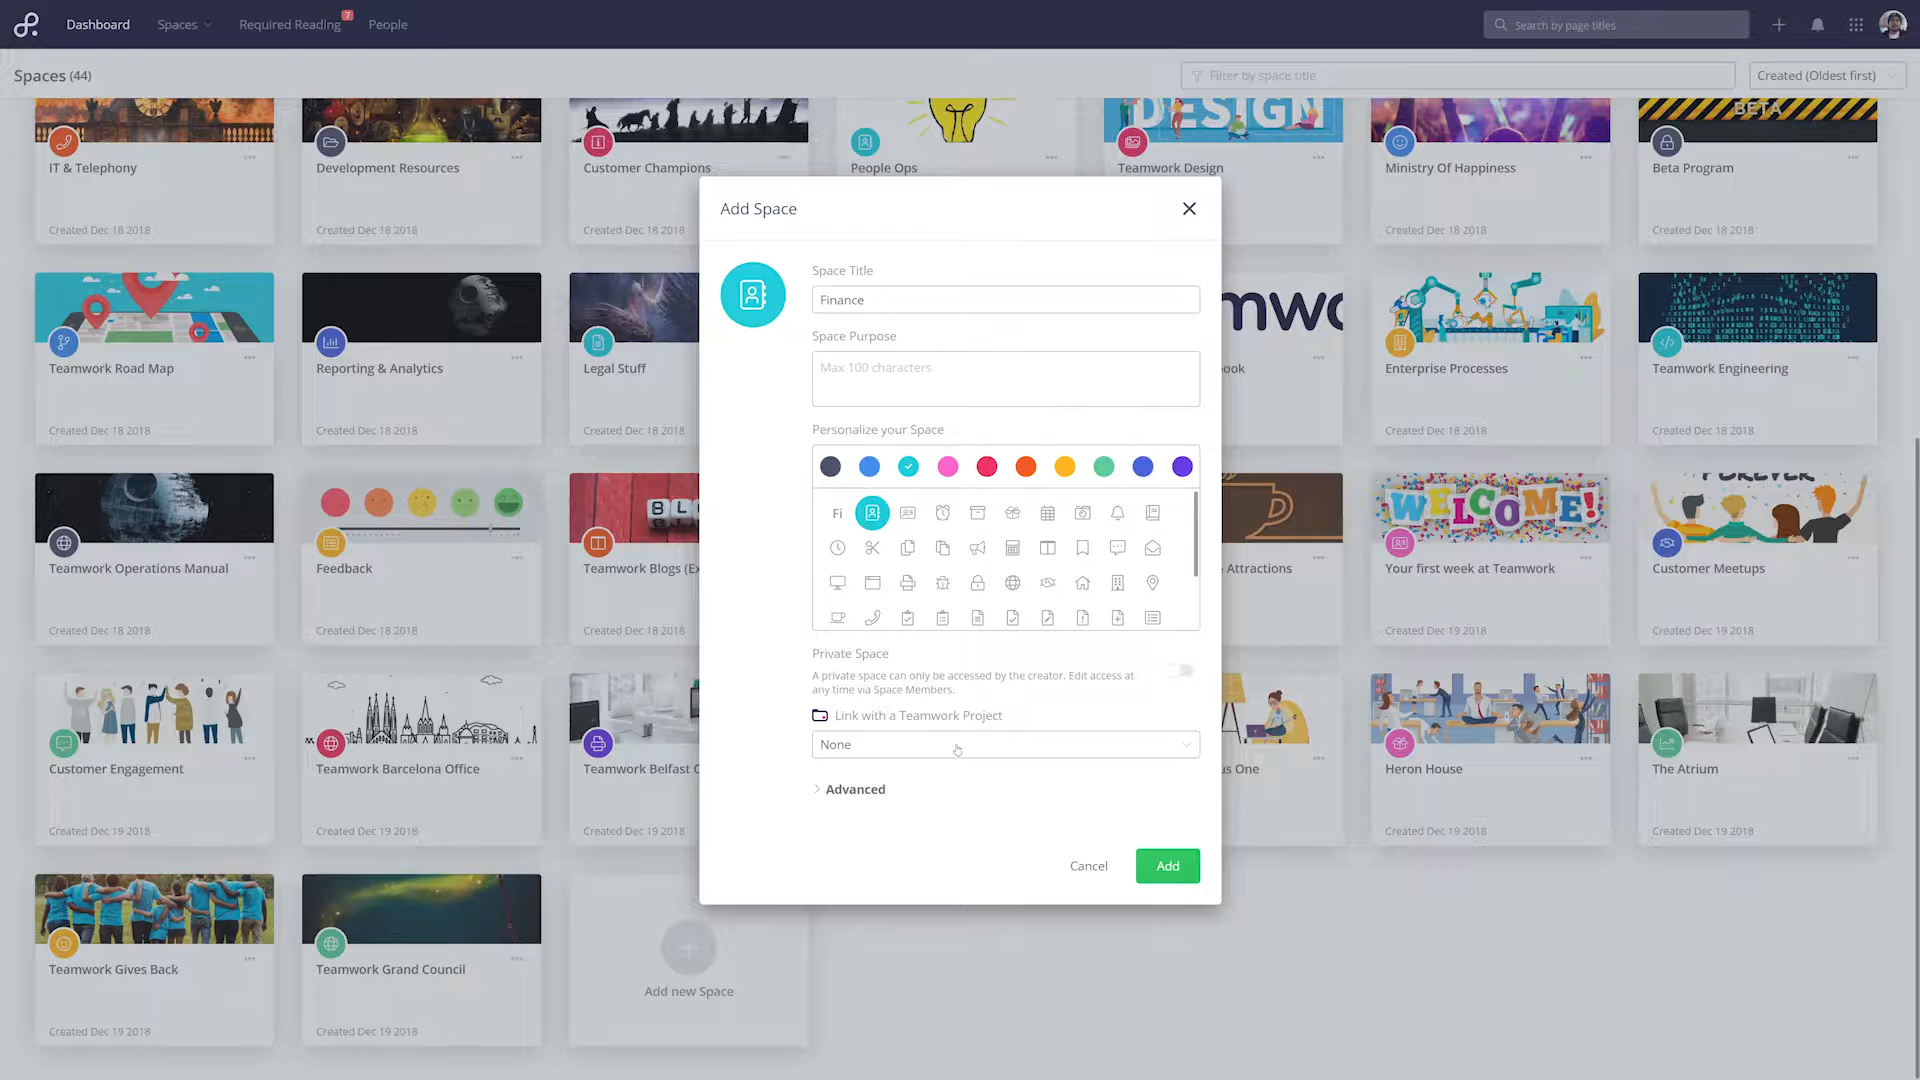 Dashboard
Spaces
Required Reading
7
People
Search by page titles
Spaces (44)
Filter by space title
Created (Oldest first)
DESIGN
BETA
IT & Telephony
Development Resources
Customer Champions
People Ops
Teamwork Design
Ministry Of Happiness
Beta Program
Created Dec 18 2018
Created Dec 18 2018
Created Dec 18 2018
Created Dec 18 2018
Created Dec 18 2018
Add Space
Space Title
Finance
Space Purpose
Max 100 characters
Personalize your Space
Fi
Private Space
A private space can only be accessed by the creator. Edit access at
any time via Space Members.
Link with a Teamwork Project
None
Advanced
Cancel
Add
Teamwork Road Map
Reporting & Analytics
Legal Stuff
ook
Enterprise Processes
Teamwork Engineering
Created Dec 18 2018
Created Dec 18 2018
Created Dec 18 2018
Created Dec 18 2018
Created Dec 18 2018
BL
WELCOME!
FOREVER
Teamwork Operations Manual
Feedback
Teamwork Blogs (Ex
& Attractions
Your first week at Teamwork
Customer Meetups
Created Dec 18 2018
Created Dec 18 2018
Created Dec 18 2018
Created Dec 19 2018
Created Dec 19 2018
Customer Engagement
Teamwork Barcelona Office
Teamwork Belfast O
us One
Heron House
The Atrium
Created Dec 19 2018
Created Dec 19 2018
Created Dec 19 2018
Created Dec 19 2018
Created Dec 19 2018
Teamwork Gives Back
Teamwork Grand Council
Add new Space
Created Dec 19 2018
Created Dec 19 2018